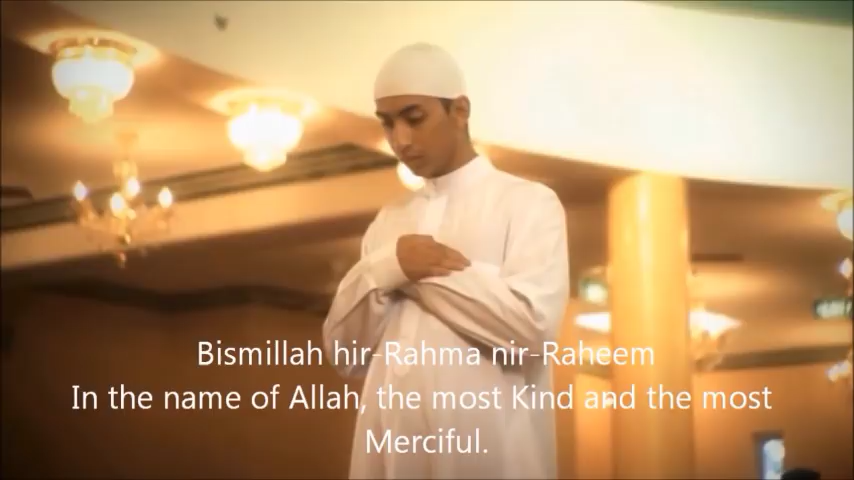 Bismillah hir-Rahma nir-Raheem
In the name of Allah, the most Kind and the most
Merciful.